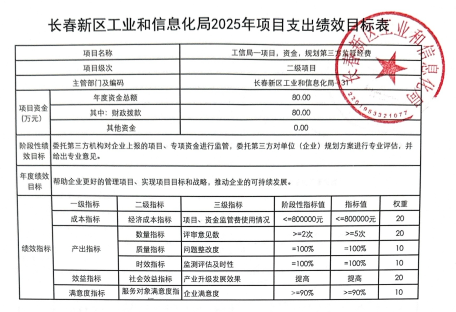 长春新区工业和信息化局2025年项目支出绩效目标表
项目名称 工信局一项目，资金，规划第三方监管经费
项目级次 二级项目
主管部门及编码 长春新区工业和信息化局
项目资金（万元） 年度资金总额 80.00
其中：财政拨款 80.00
其他资金 0.00
阶段性绩效目标 委托第三方机构对企业上报的项目、专项资金进行监管，委托第三方对单位（企业）规划方案进行专业评估，并
给出专业意见。
年度绩效目标 帮助企业更好的管理项目、实现项目目标和战略，推动企业的可持续发展。
绩效指标 一级指标 二级指标 三级指标 阶段性指标值 指标值 权重
成本指标 经济成本指标 项目、资金监管费使用情况 <=800000元 <=800000元 20
产出指标 数量指标 评审意见数 >=2次 >=5次 20
质量指标 问题整改度 =100% =100% 10
时效指标 监测评估及时性 =100% =100% 10
效益指标 社会效益指标 产业升级发展效果 提高 提高 20
满意度指标 服务对象满意度指 企业满意度 >=90% >=90% 10
长春新区工业和信息化局